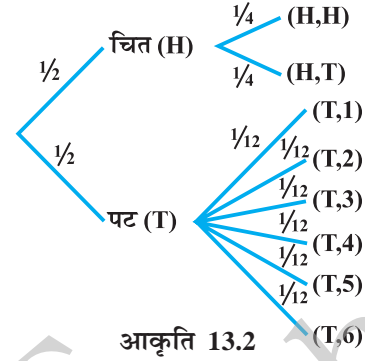 ½
चित (H)
¼
(H,H)
¼
(H,T)
½
पट (T)
1/12
(T,1)
1/12
(T,2)
1/12
(T,3)
1/12
(T,4)
1/12
(T,5)
1/12
(T,6)
आकृति 13.2